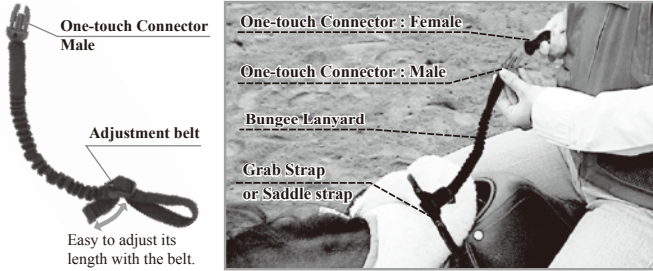 One-touch Connector
Male
Adjustment belt
Easy to adjust its
length with the belt.
One-touch Connector : Female
One-touch Connector : Male
Bungee Lanyard
Grab Strap
or Saddle strap